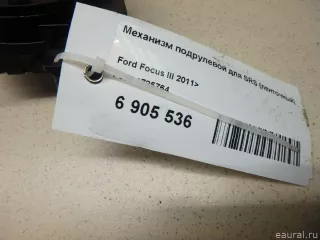 Механизм подрулевой для SRS (ленточный)
Ford Focus III 2011>
6 905 536
eaural.ru